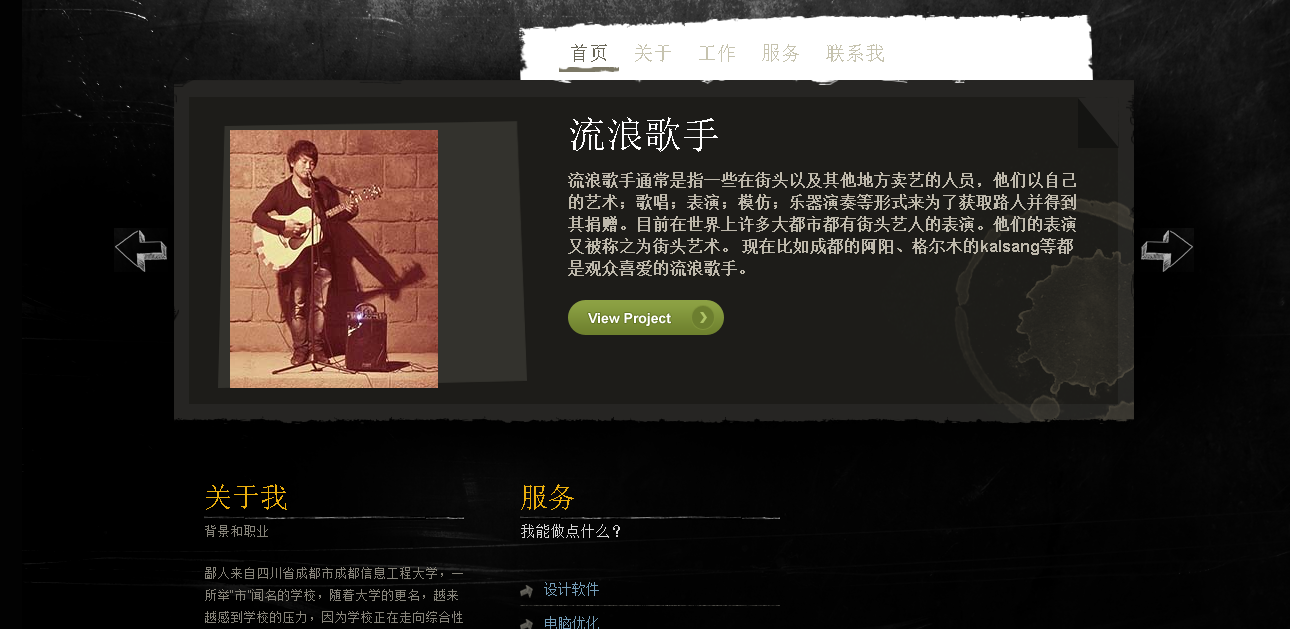 首页 关于 工作 服务 联系我
流浪歌手
流浪歌手通常是指一些在街头以及其他地方卖艺的人员，他们以自己
的艺术；歌唱；表演；模仿；乐器演奏等形式来为了获取路人并得到
其捐赠。目前在世界上许多大都市都有街头艺人的表演。他们的表演
又被称之为街头艺术。 现在比如成都的阿阳、格尔木的kalsang等都
是观众喜爱的流浪歌手。
View Project
关于我
背景和职业
鄙人来自四川省成都市成都信息工程大学，一
所举"市"闻名的学校，随着大学的更名，越来
越感到学校的压力，因为学校正在走向综合性
服务
我能做点什么？
设计软件
电脑优化